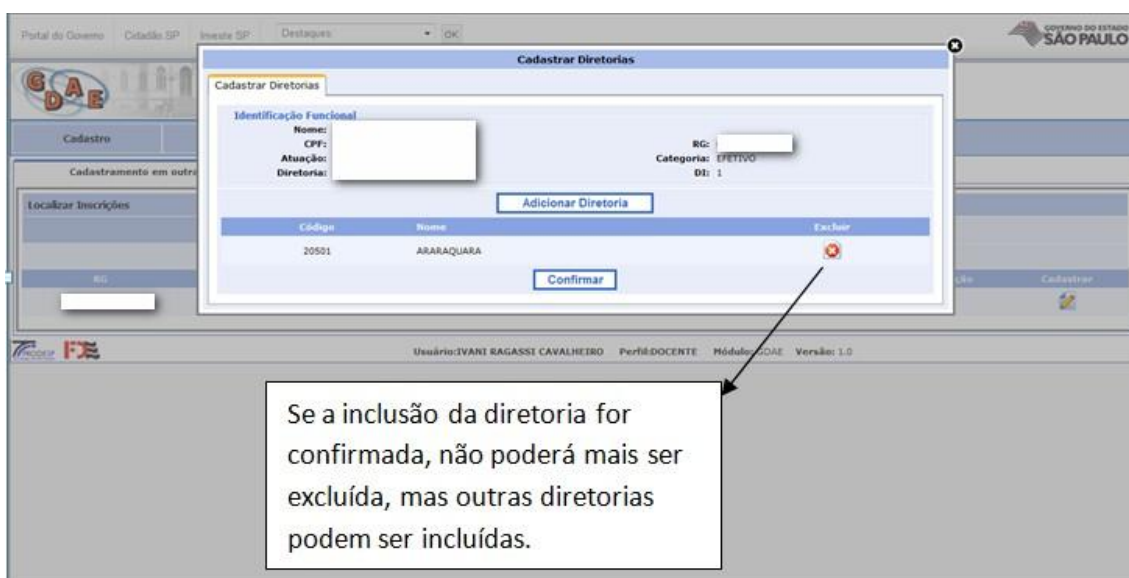 Portal do Governo Cidadão.SP Investe SP Destaques: OK
GOVERNO DO ESTADO
SÃO PAULO
GDAE
Cadastrar Diretorias
Cadastrar Diretorias
Identificação Funcional
Nome:
CPF: RG:
Atuação: Categoria: EFETIVO
Diretoria: DI: 1
Cadastro
Cadastramento em outra
Adicionar Diretoria
Localizar Inscrições
Código Nome Excluir
20501 ARARAQUARA
Confirmar
RG Cadastrar
Usuário:IVANI RAGASSI CAVALHEIRO Perfil:DOCENTE Módulo:GDAE Versão: 1.0
Se a inclusão da diretoria for
confirmada, não poderá mais ser
excluída, mas outras diretorias
podem ser incluídas.